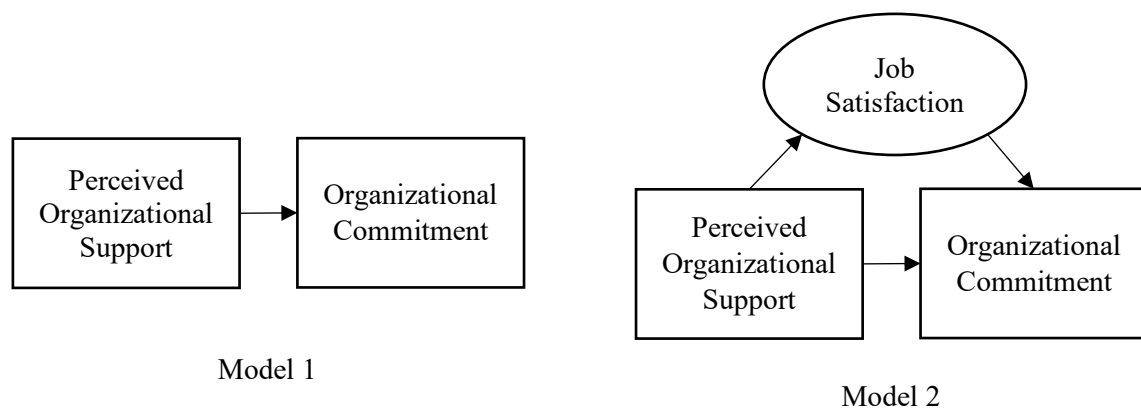 Perceived
Organizational
Support
Organizational
Commitment
Model 1
Job
Satisfaction
Perceived
Organizational
Support
Organizational
Commitment
Model 2